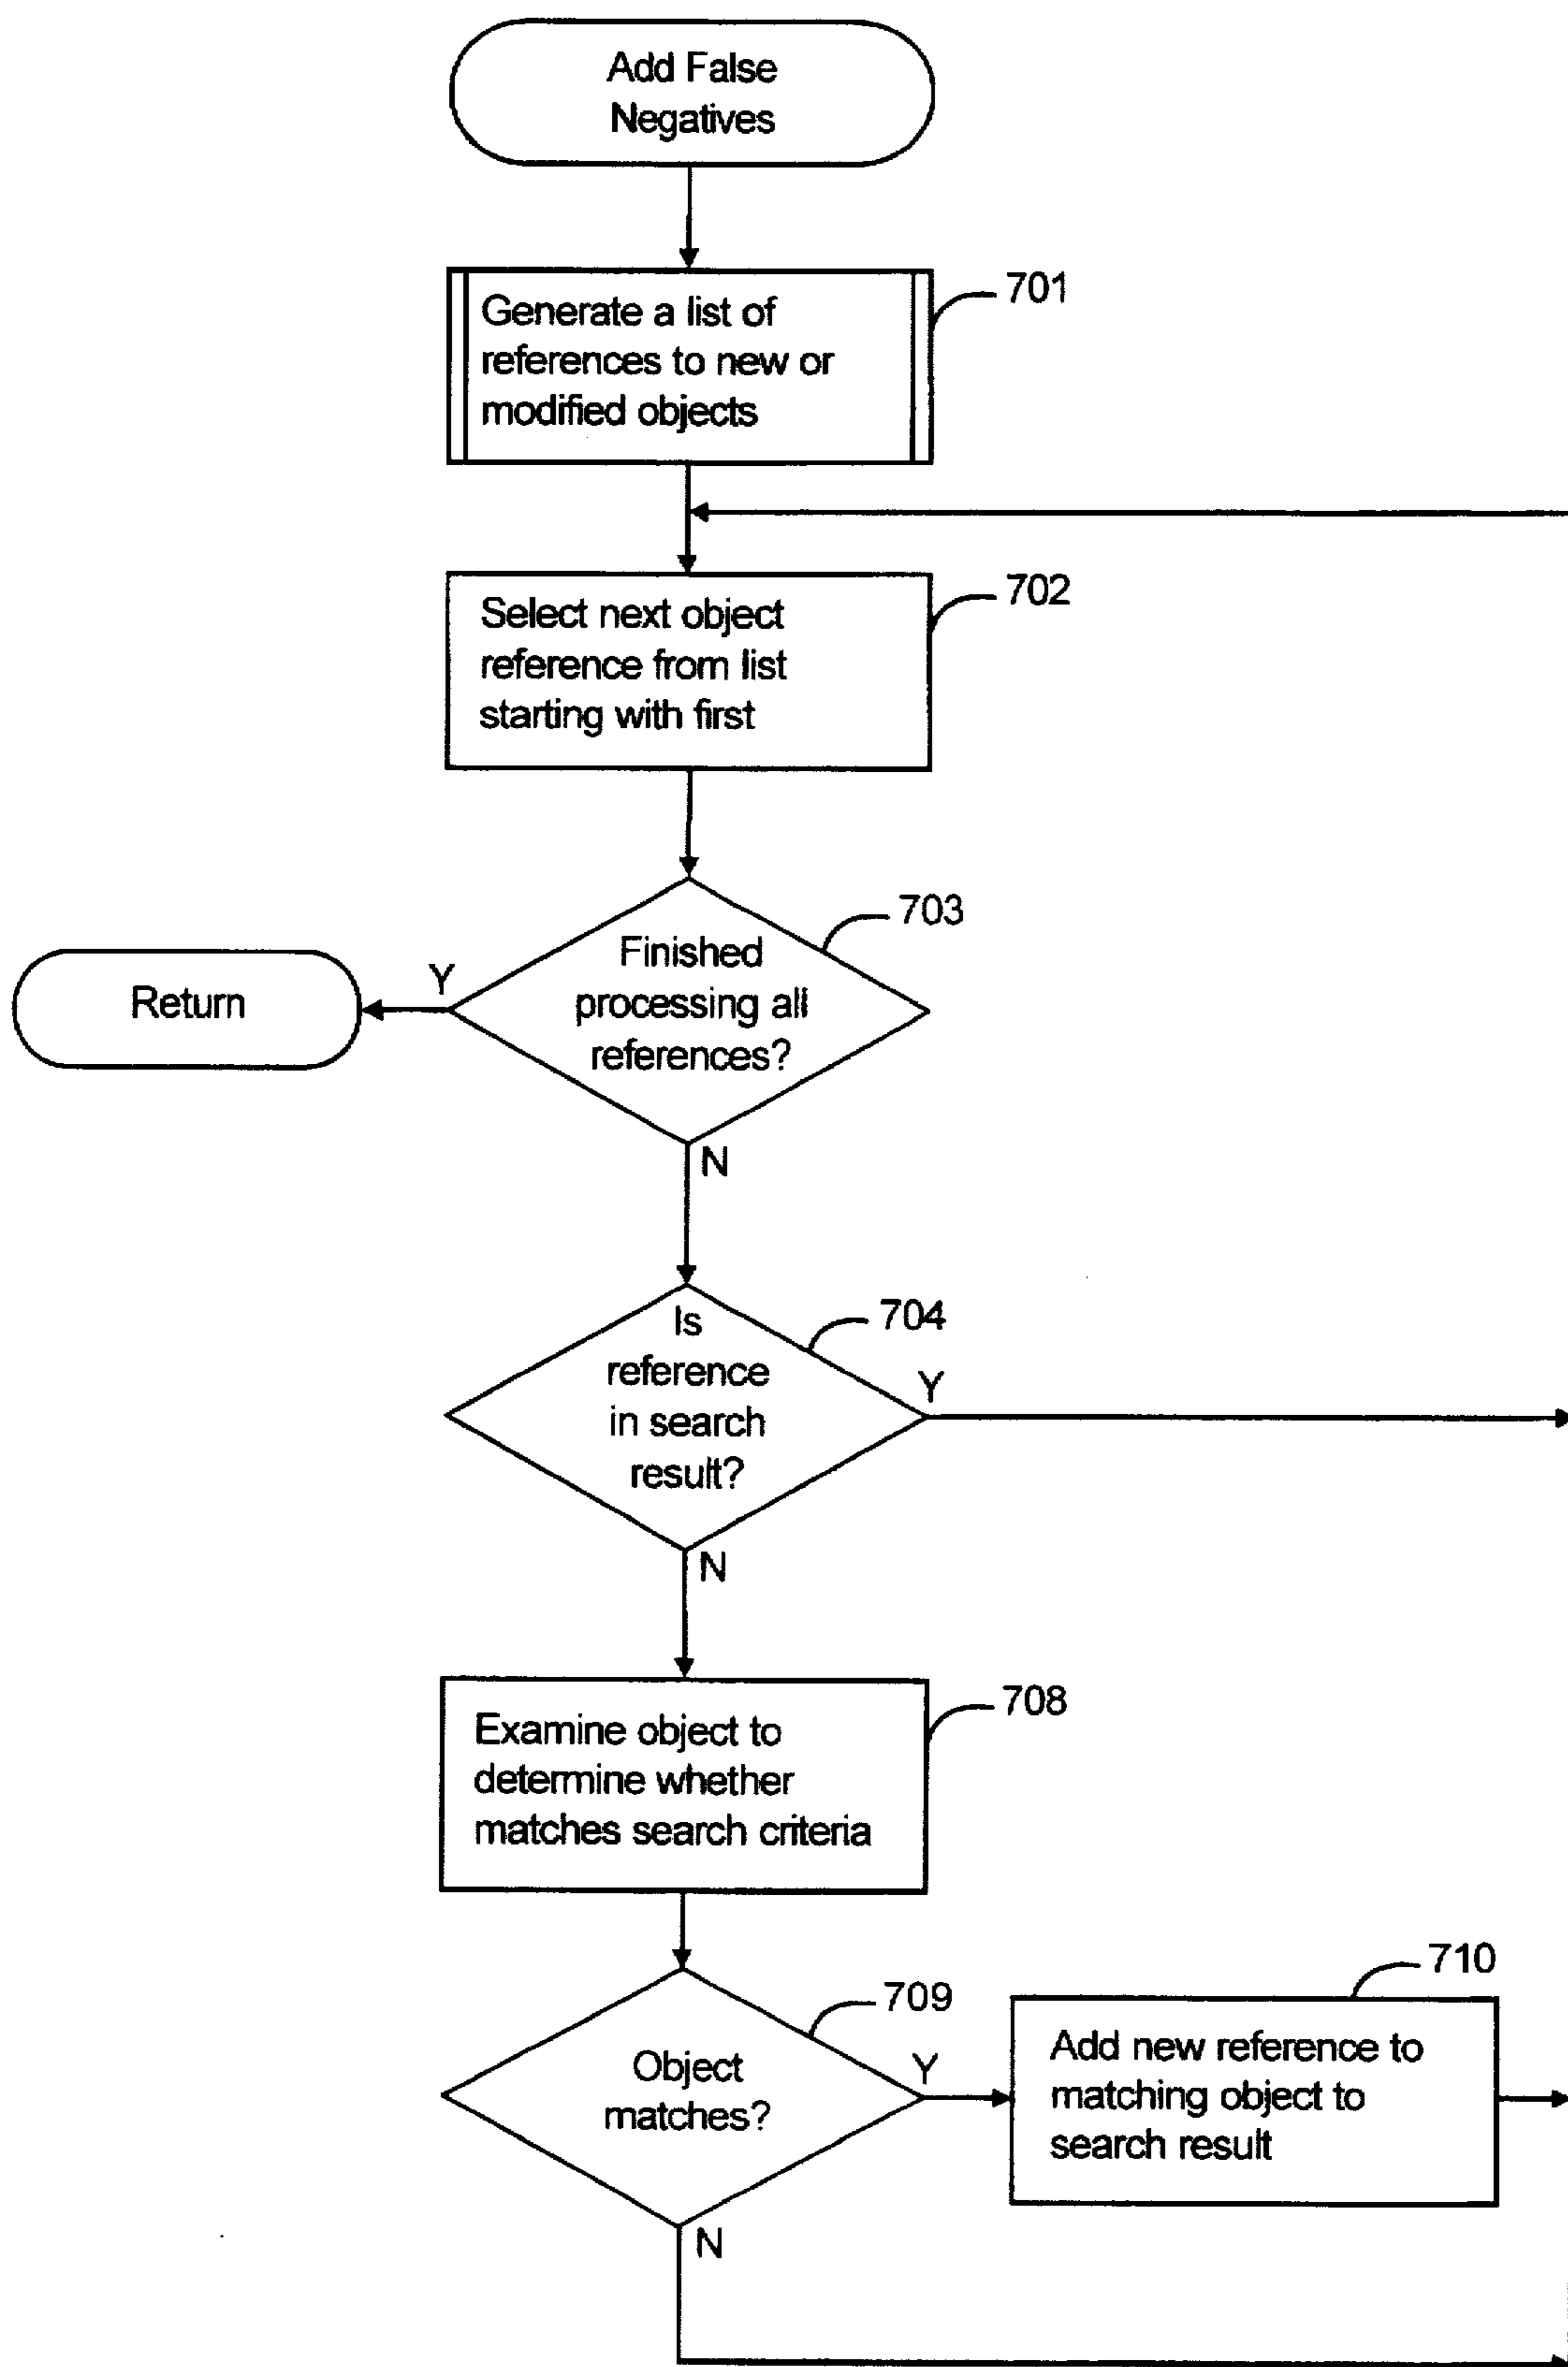 Add False
Negatives
701
Generate a list of
references to new or
modified objects
702
Select next object
reference from list
starting with first
703
Finished
processing all
references?
Y
Return
N
704
Is
reference
in search
result?
Y
N
708
Examine object to
determine whether
matches search criteria
709
Object
matches?
Y
710
Add new reference to
matching object to
search result
N